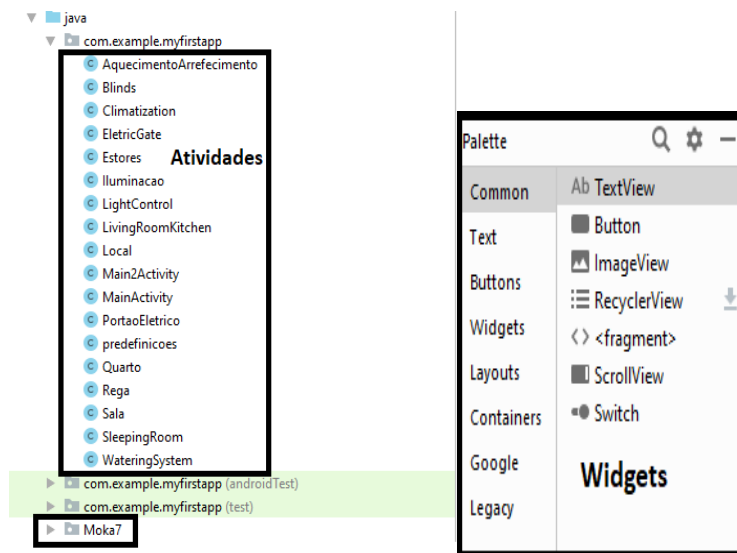 java
com.example.myfirstapp
AquecimentoArrefecimento
Blinds
Climatization
EletricGate
Estores
Atividades
Iluminacao
LightControl
LivingRoomKitchen
Local
Main2Activity
MainActivity
PortaoEletrico
predefinicoes
Quarto
Rega
Sala
SleepingRoom
WateringSystem
com.example.myfirstapp (androidTest)
com.example.myfirstapp (test)
Moka7
Palette
Common
Text
Buttons
Widgets
Layouts
Containers
Google
Legacy
Ab TextView
Button
ImageView
RecyclerView
<fragment>
ScrollView
Switch
Widgets